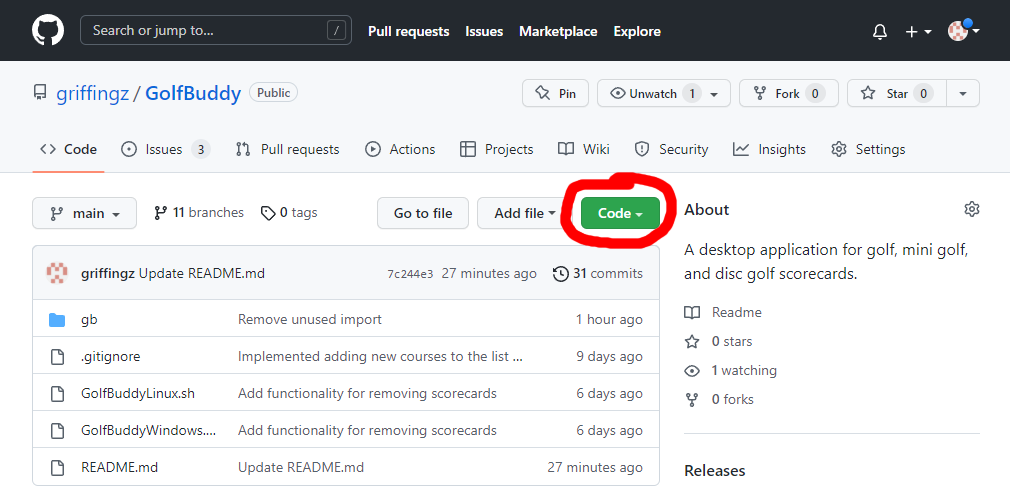 Search or jump to... / Pull requests Issues Marketplace Explore
griffingz / GolfBuddy Public Pin Unwatch 1 Fork 0 Star 0
Code Issues 3 Pull requests Actions Projects Wiki Security Insights Settings
main 11 branches 0 tags Go to file Add file Code
griffingz Update README.md 7c244e3 27 minutes ago 31 commits
gb Remove unused import 1 hour ago
.gitignore Implemented adding new courses to the list ... 9 days ago
GolfBuddyLinux.sh Add functionality for removing scorecards 6 days ago
GolfBuddyWindows.... Add functionality for removing scorecards 6 days ago
README.md Update README.md 27 minutes ago
About
A desktop application for golf, mini golf,
and disc golf scorecards.
Readme
0 stars
1 watching
0 forks
Releases